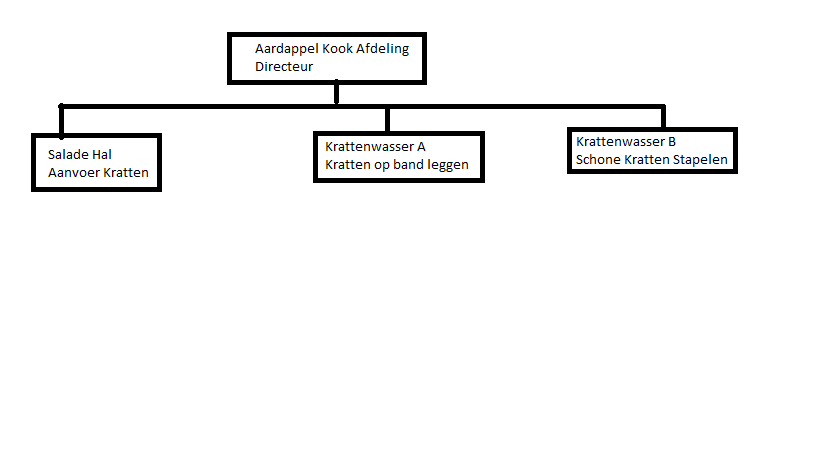 Aardappel Kook Afdeling
Directeur
Salade Hal
Aanvoer Kratten
Krattenwasser A
Kratten op band leggen
Krattenwasser B
Schone Kratten Stapelen